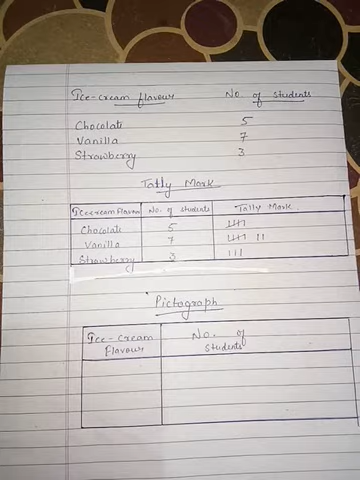 Ice-cream flavour No. of students
Chocolate 5
Vanilla 7
Strawberry 3
Tally Mark
Ice-cream Flavour No. of students Tally Mark
Chocolate 5 𝍸
Vanilla 7 𝍸 ||
Strawberry 3 |||
Pictograph
Ice-cream Flavour No. of students